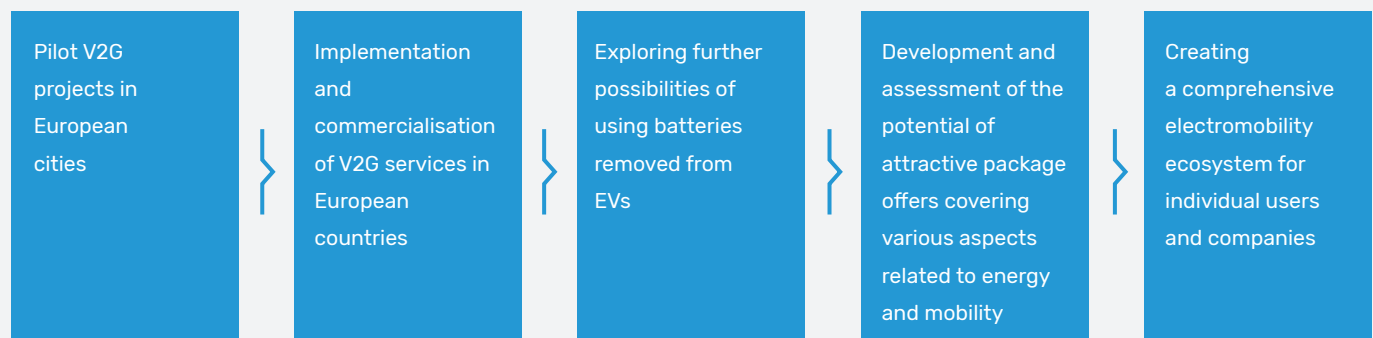 Pilot V2G
projects in
European
cities
Implementation
and
commercialisation
of V2G services in
European
countries
Exploring further
possibilities of
using batteries
removed from
EVs
Development and
assessment of the
potential of
attractive package
offers covering
various aspects
related to energy
and mobility
Creating
a comprehensive
electromobility
ecosystem for
individual users
and companies